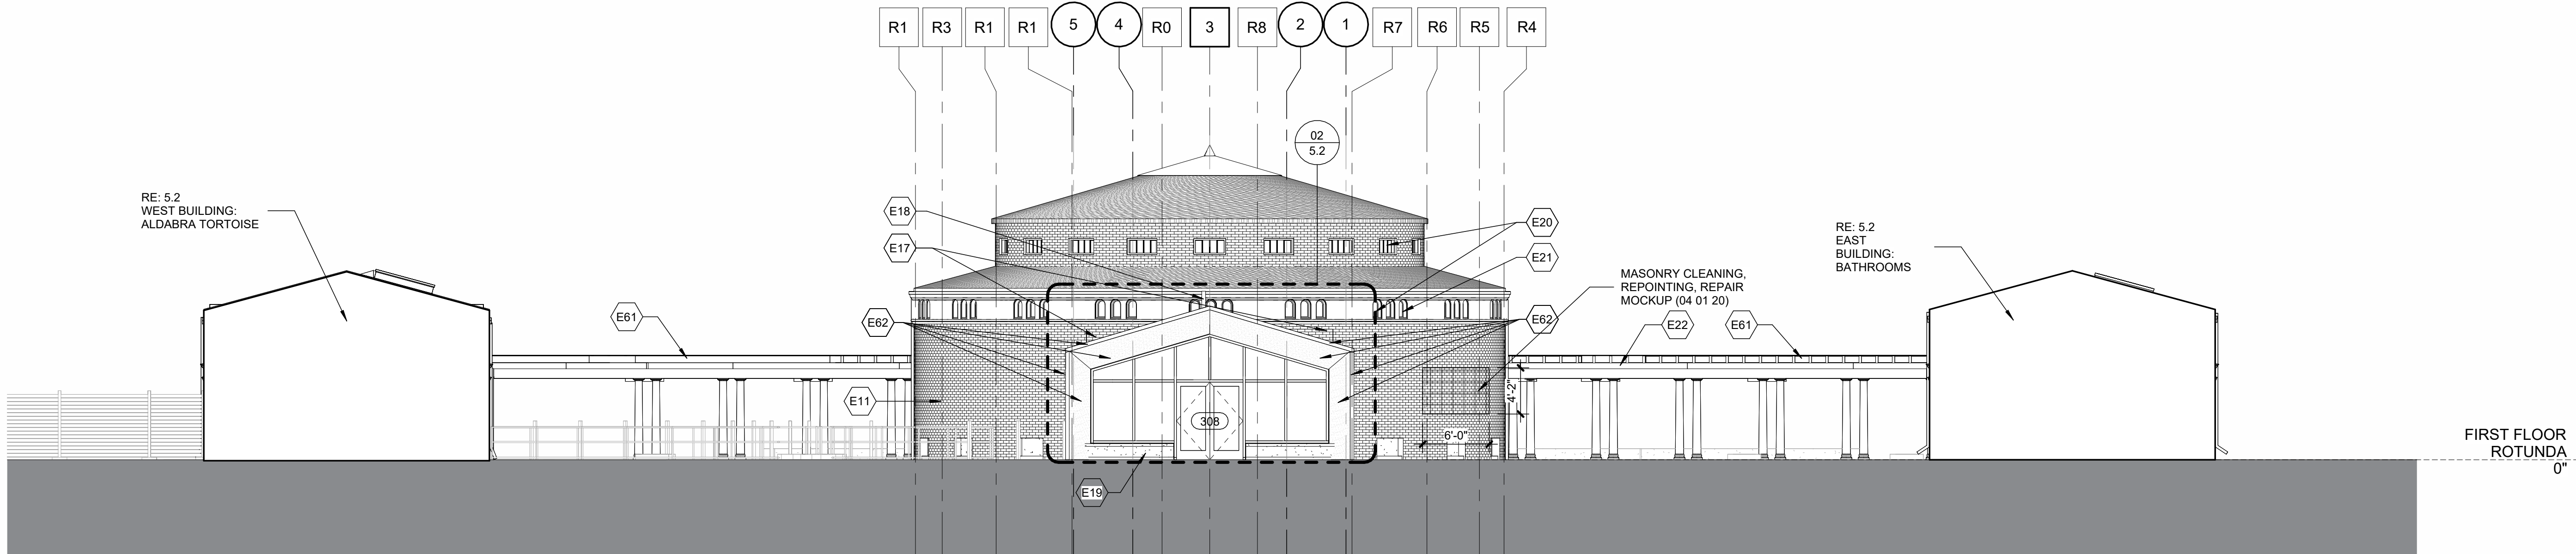 R1
R3
R1
R1
5
4
R0
3
R8
2
1
R7
R6
R5
R4
02
5.2
RE: 5.2
WEST BUILDING:
ALDABRA TORTOISE
E18
E17
E20
E21
RE: 5.2
EAST
BUILDING:
BATHROOMS
MASONRY CLEANING,
REPOINTING, REPAIR
MOCKUP (04 01 20)
E61
E62
E62
E22
E61
E11
4'-2"
308
6'-0"
E19
FIRST FLOOR
ROTUNDA
0"